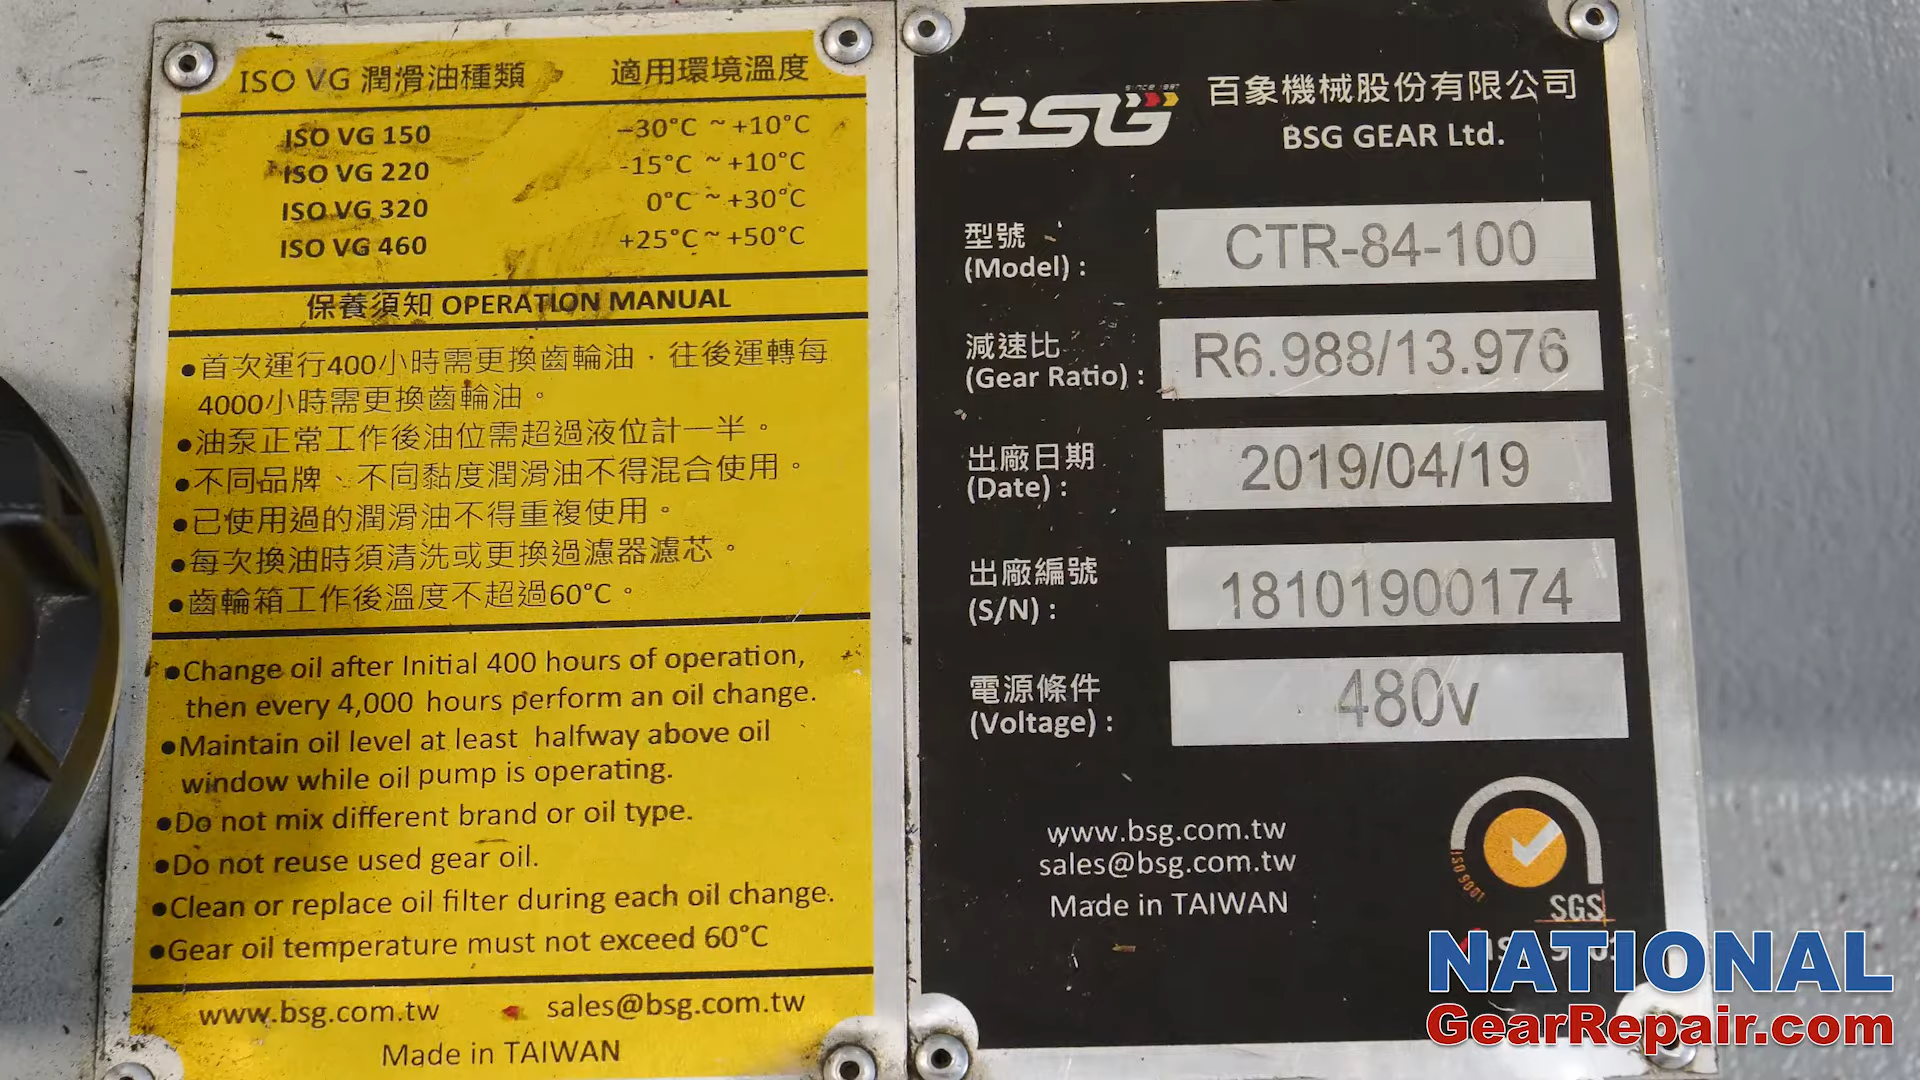 ISO VG 潤滑油種類 適用環境溫度
ISO VG 150 –30°C ~ +10°C
ISO VG 220 -15°C ~ +10°C
ISO VG 320 0°C ~ +30°C
ISO VG 460 +25°C ~ +50°C
保養須知 OPERATION MANUAL
●首次運行400小時需更換齒輪油．往後運轉每
4000小時需更換齒輪油。
●油泵正常工作後油位需超過液位計一半。
●不同品牌、不同黏度潤滑油不得混合使用。
●已使用過的潤滑油不得重複使用。
●每次換油時須清洗或更換過濾器濾芯。
●齒輪箱工作後溫度不超過60°C。
●Change oil after Initial 400 hours of operation,
then every 4,000 hours perform an oil change.
●Maintain oil level at least halfway above oil
window while oil pump is operating.
●Do not mix different brand or oil type.
●Do not reuse used gear oil.
●Clean or replace oil filter during each oil change.
●Gear oil temperature must not exceed 60°C
www.bsg.com.tw sales@bsg.com.tw
Made in TAIWAN
SINCE 1997
BSG
百象機械股份有限公司
BSG GEAR Ltd.
型號
(Model) : CTR-84-100
減速比
(Gear Ratio) : R6.988/13.976
出廠日期
(Date) : 2019/04/19
出廠編號
(S/N) : 18101900174
電源條件
(Voltage) : 480v
www.bsg.com.tw
sales@bsg.com.tw
Made in TAIWAN
ISO 9001
SGS
NATIONAL
GearRepair.com